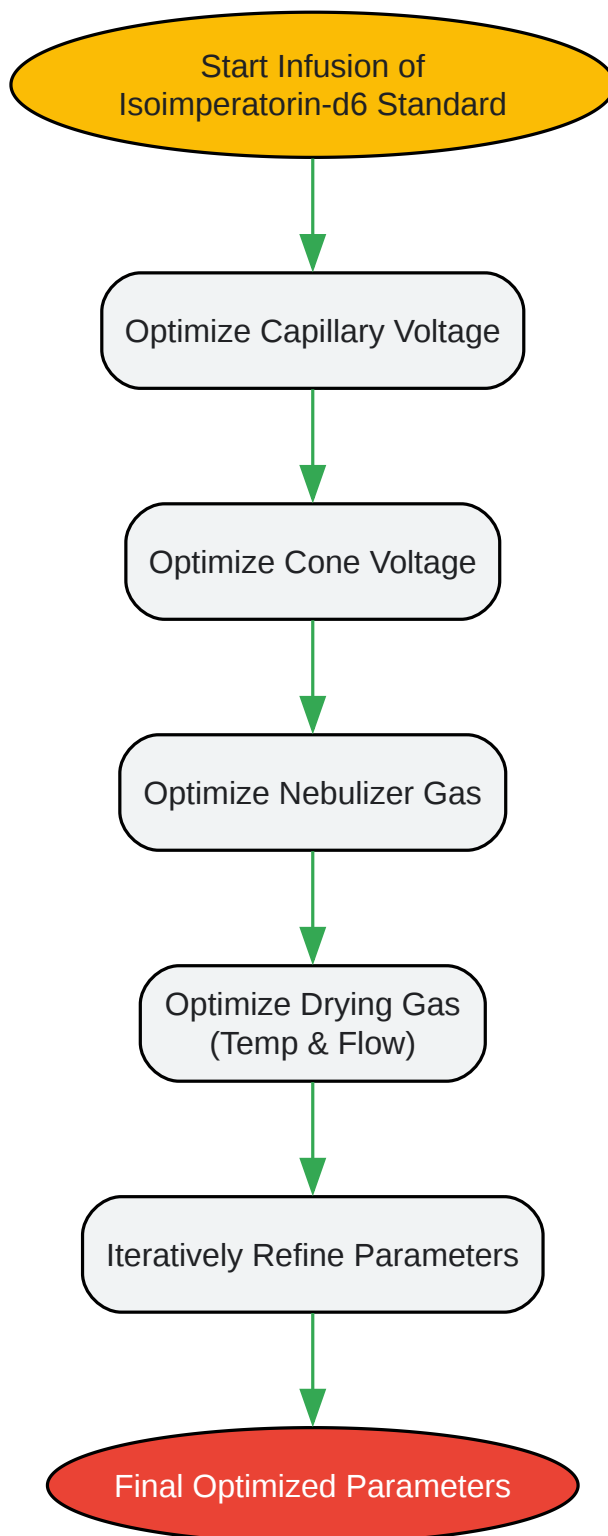 Start Infusion of
Isoimperatorin-d6 Standard
Optimize Capillary Voltage
Optimize Cone Voltage
Optimize Nebulizer Gas
Optimize Drying Gas
(Temp & Flow)
Iteratively Refine Parameters
Final Optimized Parameters